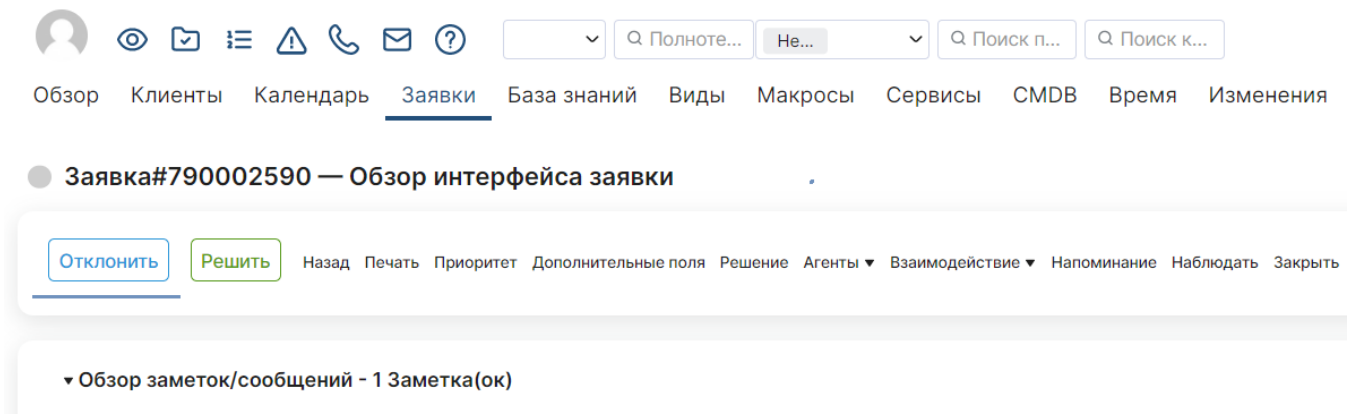 Полноте... Не... Поиск п... Поиск к...
Обзор Клиенты Календарь Заявки База знаний Виды Макросы Сервисы CMDB Время Изменения
Заявка#790002590 — Обзор интерфейса заявки
Отклонить Решить Назад Печать Приоритет Дополнительные поля Решение Агенты ▾ Взаимодействие ▾ Напоминание Наблюдать Закрыть
▾ Обзор заметок/сообщений - 1 Заметка(ок)